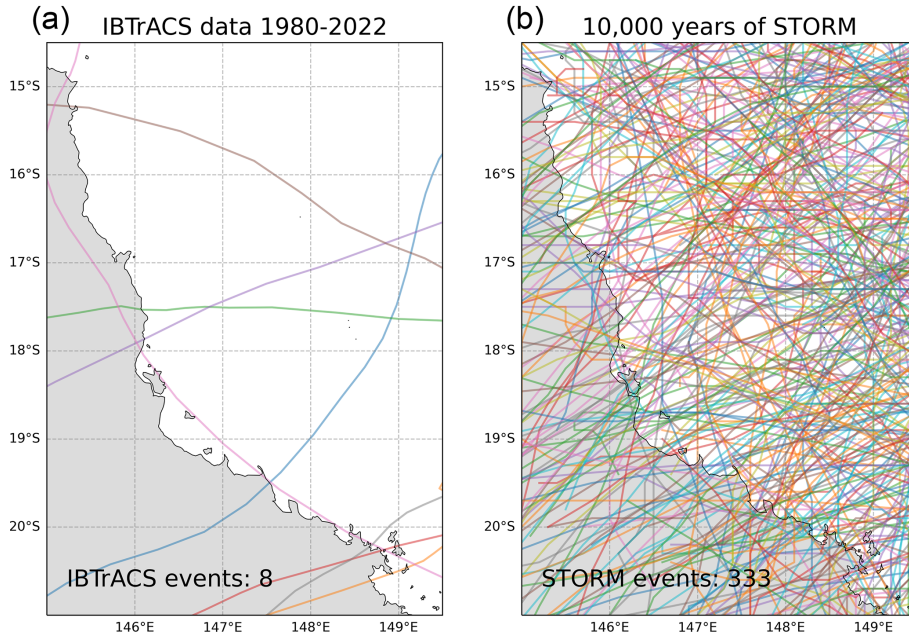 (a) IBTrACS data 1980-2022
15°S
16°S
17°S
18°S
19°S
20°S
IBTrACS events: 8
146°E 147°E 148°E 149°E
(b) 10,000 years of STORM
15°S
16°S
17°S
18°S
19°S
20°S
STORM events: 333
146°E 147°E 148°E 149°E